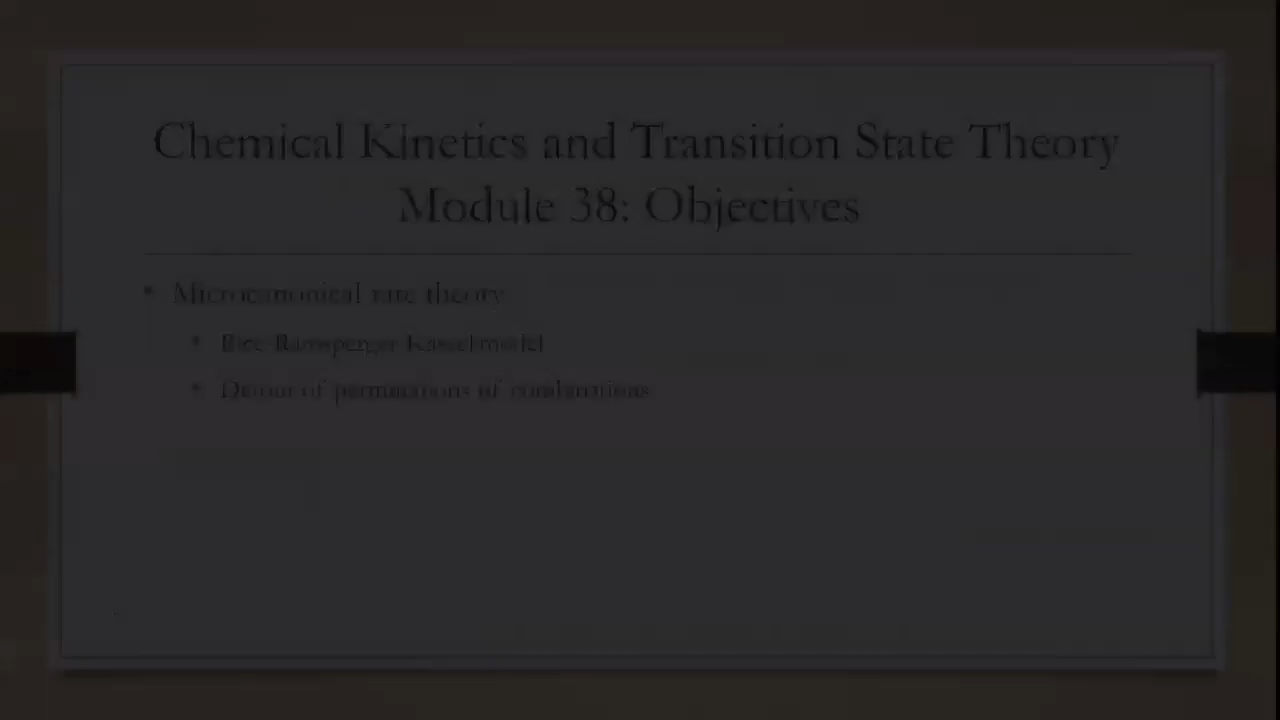 Chemical Kinetics and Transition State Theory
Module 38: Objectives
• Microcanonical rate theory
• Rice-Ramsperger-Kassel model
• Detour of permutations of combinations